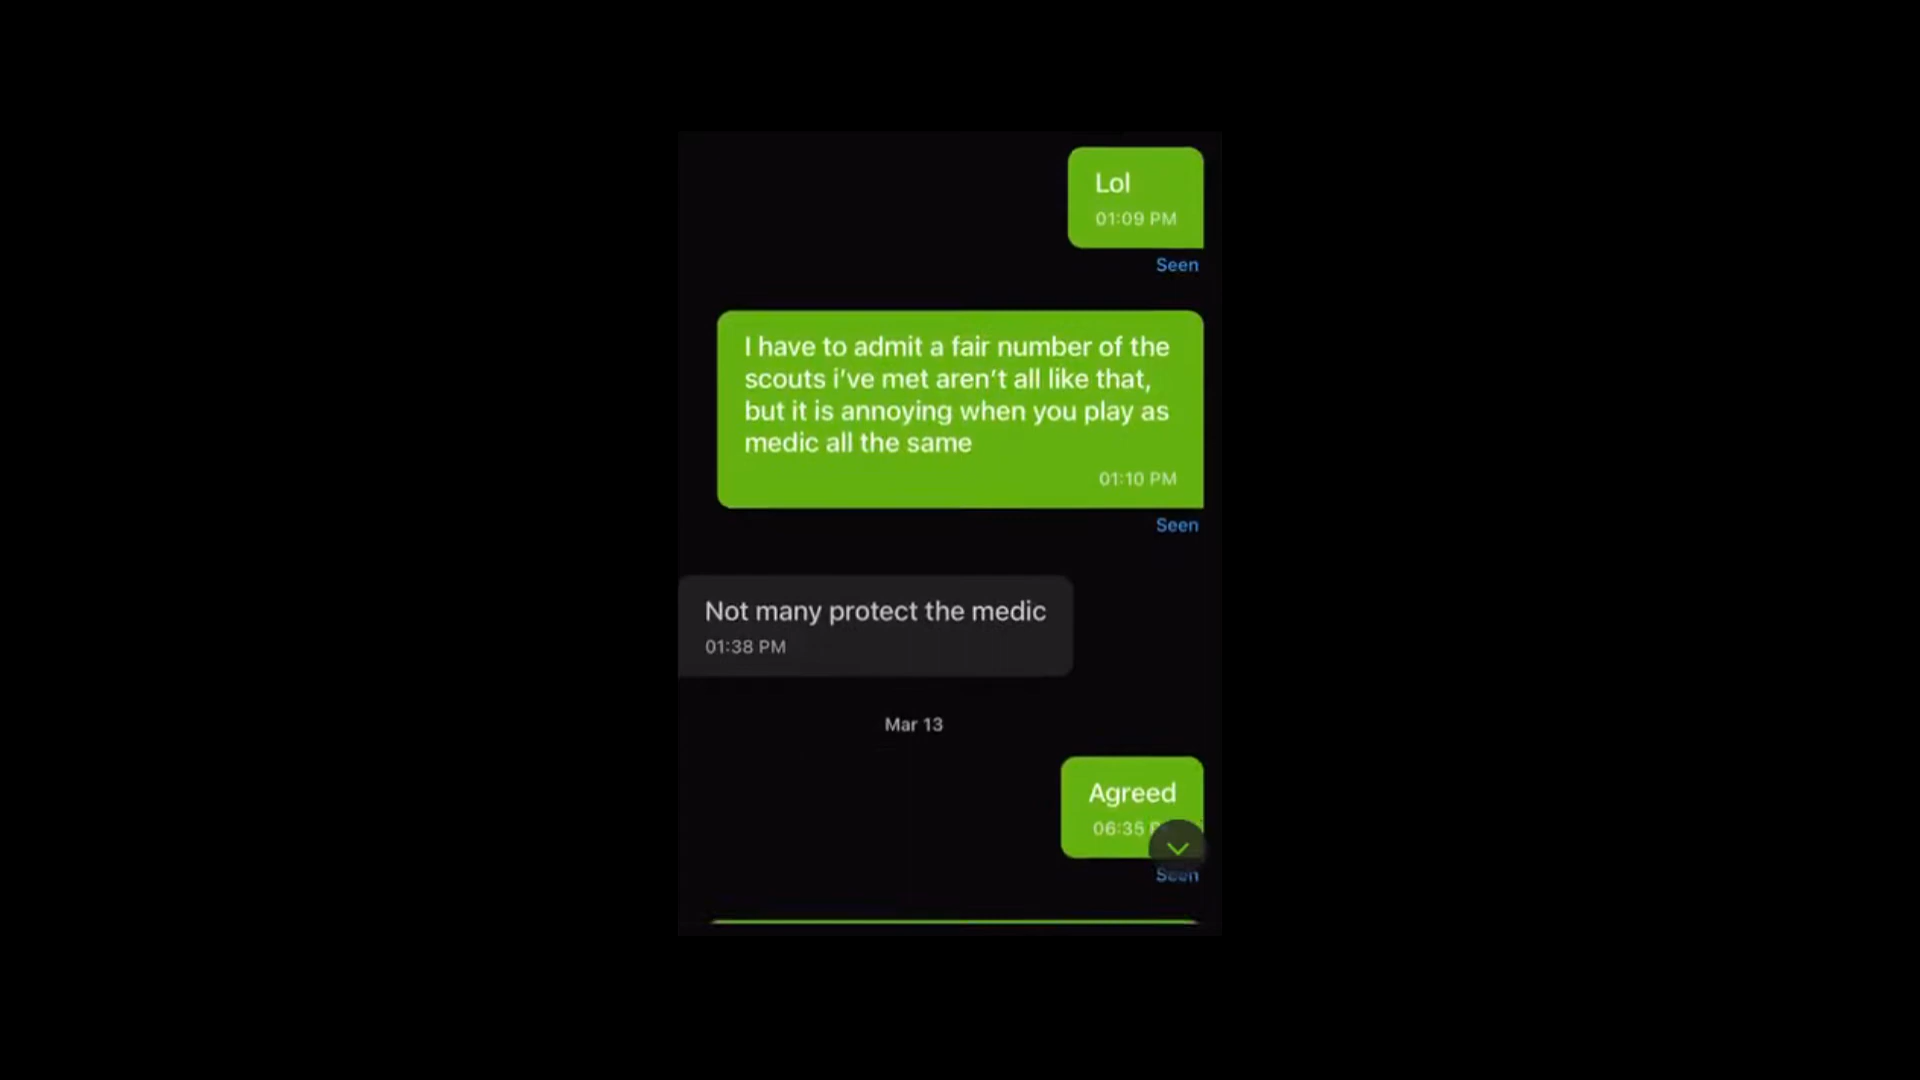 Lol
01:09 PM
Seen
I have to admit a fair number of the
scouts i've met aren't all like that,
but it is annoying when you play as
medic all the same
01:10 PM
Seen
Not many protect the medic
01:38 PM
Mar 13
Agreed
06:35
Seen